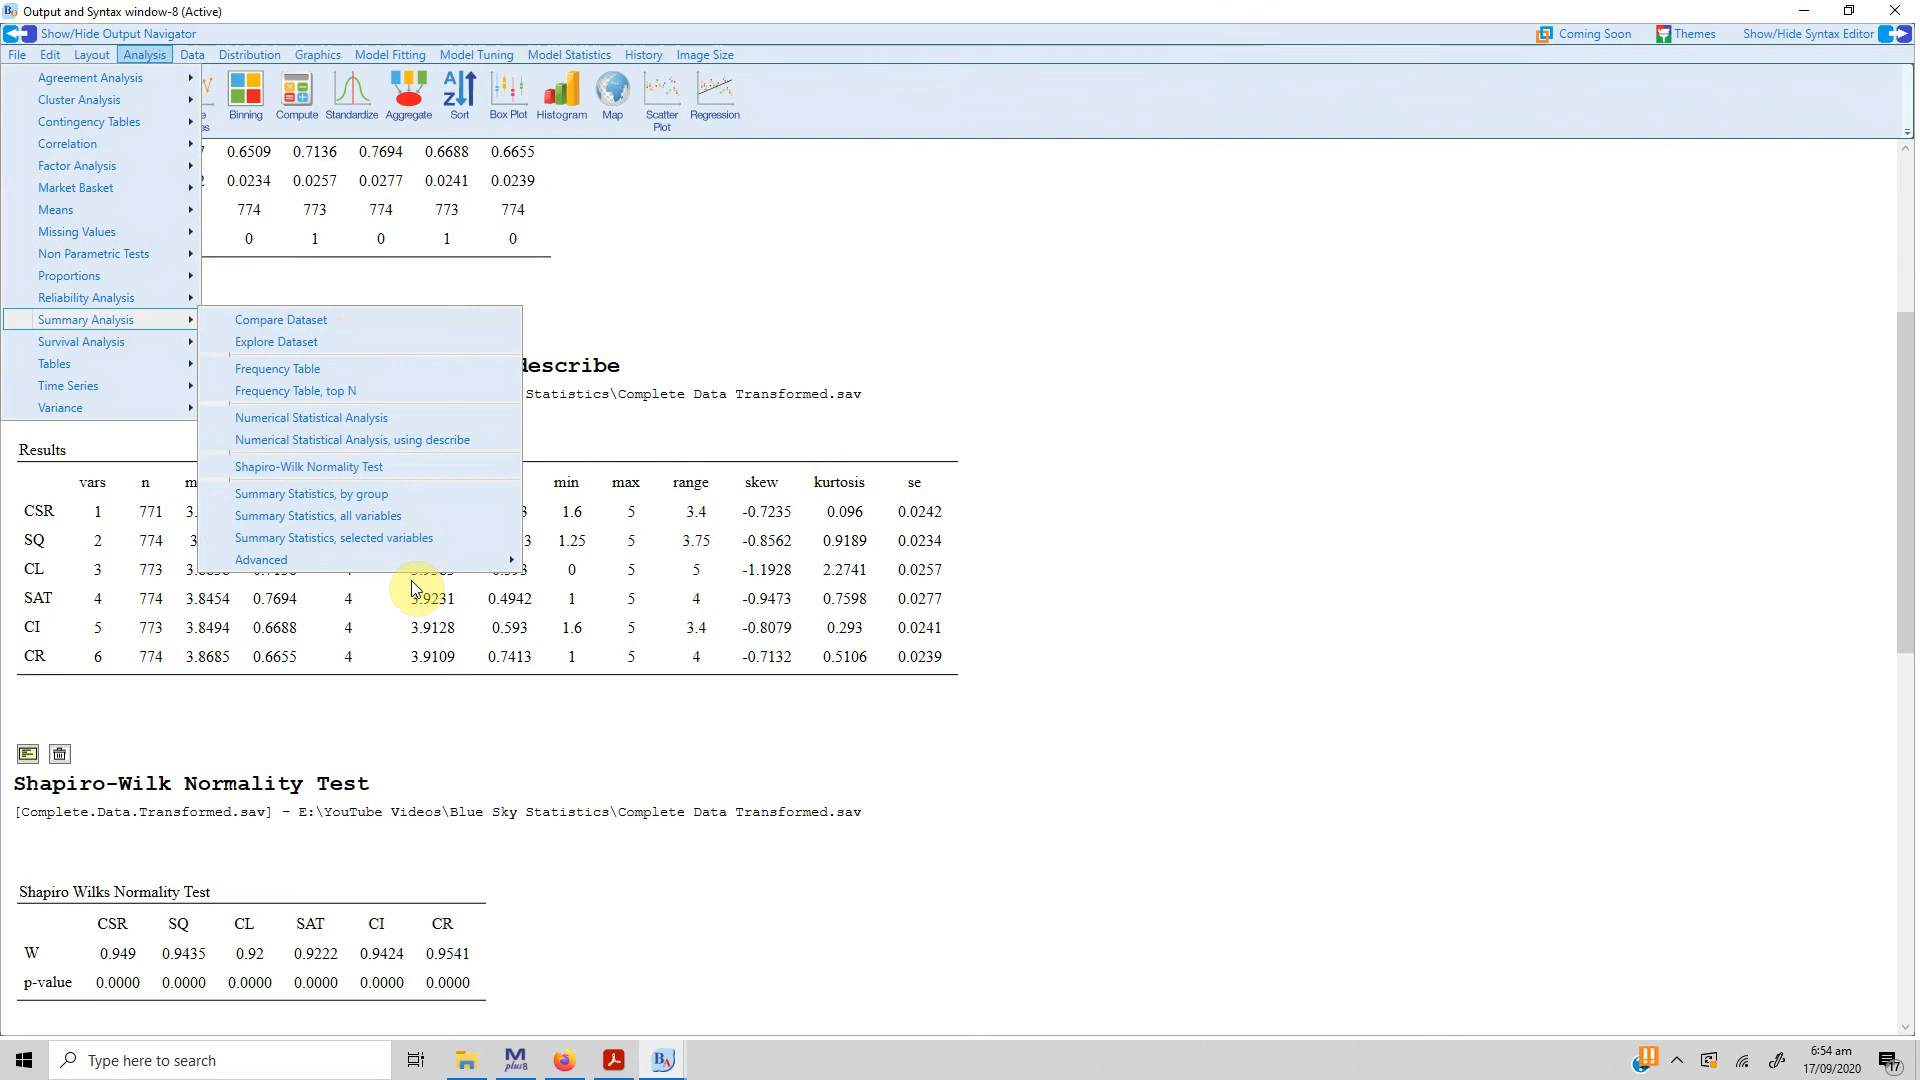 Output and Syntax window-8 (Active)
Show/Hide Output Navigator
Coming Soon
Themes
Show/Hide Syntax Editor
File Edit Layout Analysis Data Distribution Graphics Model Fitting Model Tuning Model Statistics History Image Size
Agreement Analysis
Cluster Analysis
Contingency Tables
Correlation
Factor Analysis
Market Basket
Means
Missing Values
Non Parametric Tests
Proportions
Reliability Analysis
Summary Analysis
Survival Analysis
Tables
Time Series
Variance
Binning Compute Standardize Aggregate Sort Box Plot Histogram Map Scatter Plot Regression
0.6509 0.7136 0.7694 0.6688 0.6655
0.0234 0.0257 0.0277 0.0241 0.0239
774 773 774 773 774
0 1 0 1 0
Compare Dataset
Explore Dataset
Frequency Table
Frequency Table, top N
Numerical Statistical Analysis
Numerical Statistical Analysis, using describe
Shapiro-Wilk Normality Test
Summary Statistics, by group
Summary Statistics, all variables
Summary Statistics, selected variables
Advanced
describe
Statistics\Complete Data Transformed.sav
Results
vars n min max range skew kurtosis se
CSR 1 771 1.6 5 3.4 -0.7235 0.096 0.0242
SQ 2 774 1.25 5 3.75 -0.8562 0.9189 0.0234
CL 3 773 0 5 5 -1.1928 2.2741 0.0257
SAT 4 774 3.8454 0.7694 4 3.9231 0.4942 1 5 4 -0.9473 0.7598 0.0277
CI 5 773 3.8494 0.6688 4 3.9128 0.593 1.6 5 3.4 -0.8079 0.293 0.0241
CR 6 774 3.8685 0.6655 4 3.9109 0.7413 1 5 4 -0.7132 0.5106 0.0239
Shapiro-Wilk Normality Test
[Complete.Data.Transformed.sav] - E:\YouTube Videos\Blue Sky Statistics\Complete Data Transformed.sav
Shapiro Wilks Normality Test
CSR SQ CL SAT CI CR
W 0.949 0.9435 0.92 0.9222 0.9424 0.9541
p-value 0.0000 0.0000 0.0000 0.0000 0.0000 0.0000
Type here to search
6:54 am
17/09/2020
17